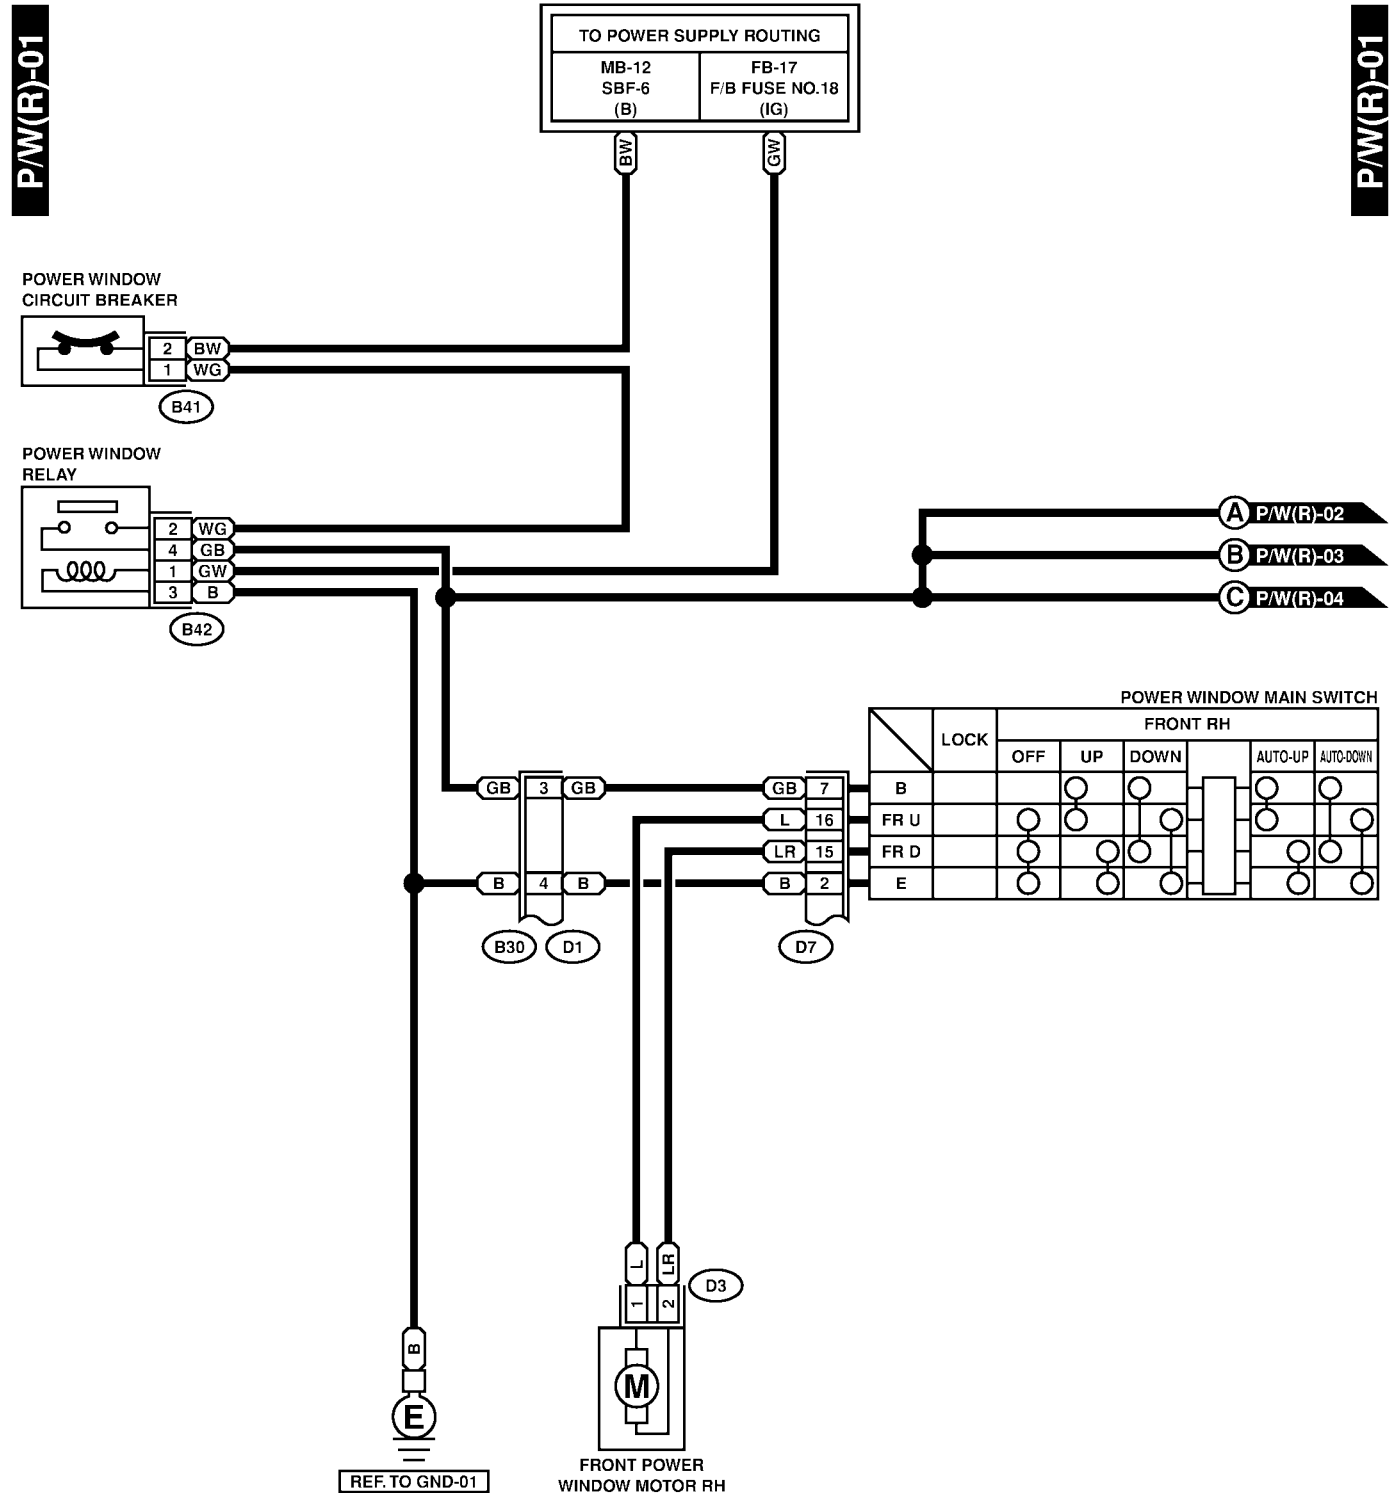 P/W(R)-01
P/W(R)-01
TO POWER SUPPLY ROUTING
MB-12
SBF-6
(B)
FB-17
F/B FUSE NO.18
(IG)
BW
GW
POWER WINDOW
CIRCUIT BREAKER
2 BW
1 WG
B41
POWER WINDOW
RELAY
2 WG
4 GB
1 GW
3 B
B42
A P/W(R)-02
B P/W(R)-03
C P/W(R)-04
POWER WINDOW MAIN SWITCH
LOCK
FRONT RH
OFF UP DOWN AUTO-UP AUTO-DOWN
GB 3 GB GB 7 B
L 16 FR U
LR 15 FR D
B 4 B B 2 E
B30 D1 D7
L LR
1 2
D3
B
M
E
FRONT POWER
WINDOW MOTOR RH
REF. TO GND-01